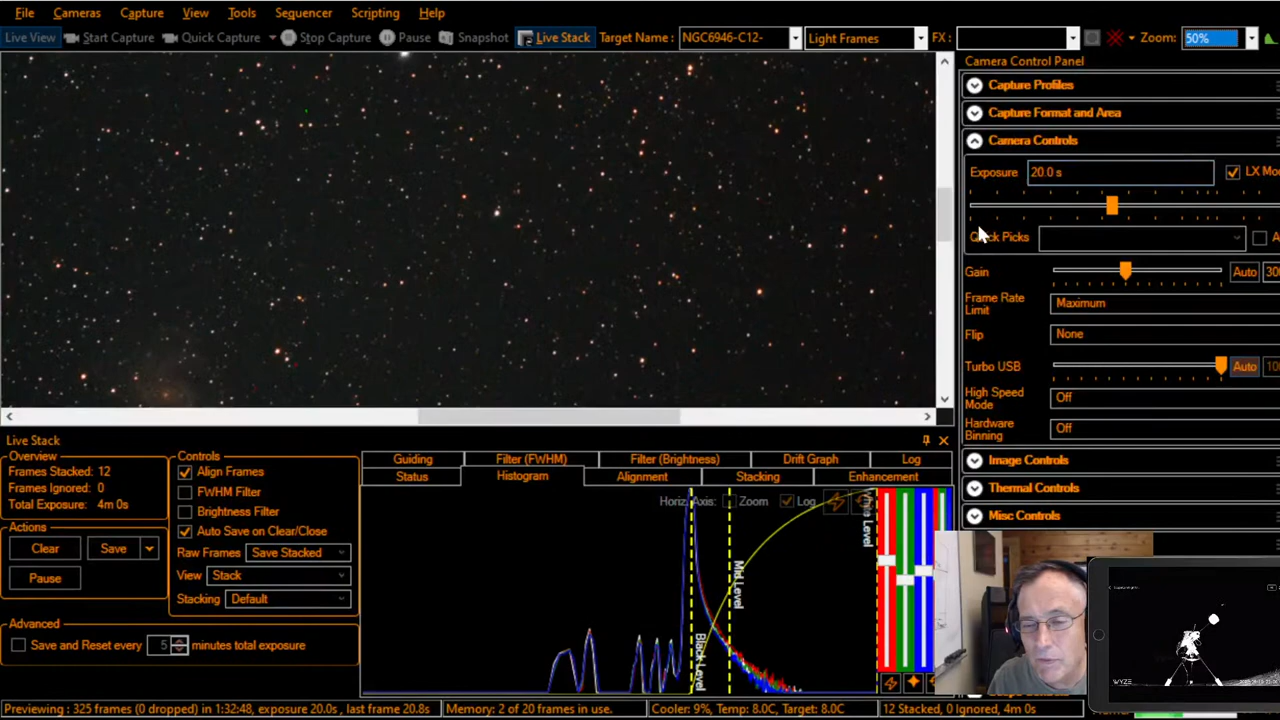 File Cameras Capture View Tools Sequencer Scripting Help
Live View Start Capture Quick Capture Stop Capture Pause Snapshot Live Stack Target Name : NGC6946-C12- Light Frames FX : Zoom: 50%
Camera Control Panel
Capture Profiles
Capture Format and Area
Camera Controls
Exposure 20.0 s LX Mo
Quick Picks A
Gain Auto 30
Frame Rate Limit Maximum
Flip None
Turbo USB Auto 10
High Speed Mode Off
Hardware Binning Off
Image Controls
Thermal Controls
Misc Controls
Live Stack
Overview
Frames Stacked: 12
Frames Ignored: 0
Total Exposure: 4m 0s
Actions
Clear Save
Pause
Controls
Align Frames
FWHM Filter
Brightness Filter
Auto Save on Clear/Close
Raw Frames Save Stacked
View Stack
Stacking Default
Advanced
Save and Reset every 5 minutes total exposure
Guiding Filter (FWHM) Filter (Brightness) Drift Graph Log
Status Histogram Alignment Stacking Enhancement
Horiz Axis: Zoom Log
Black Level
Mid Level
White Level
WYZE
Previewing : 325 frames (0 dropped) in 1:32:48, exposure 20.0s , last frame 20.8s Memory: 2 of 20 frames in use. Cooler: 9%, Temp: 8.0C, Target: 8.0C 12 Stacked, 0 Ignored, 4m 0s